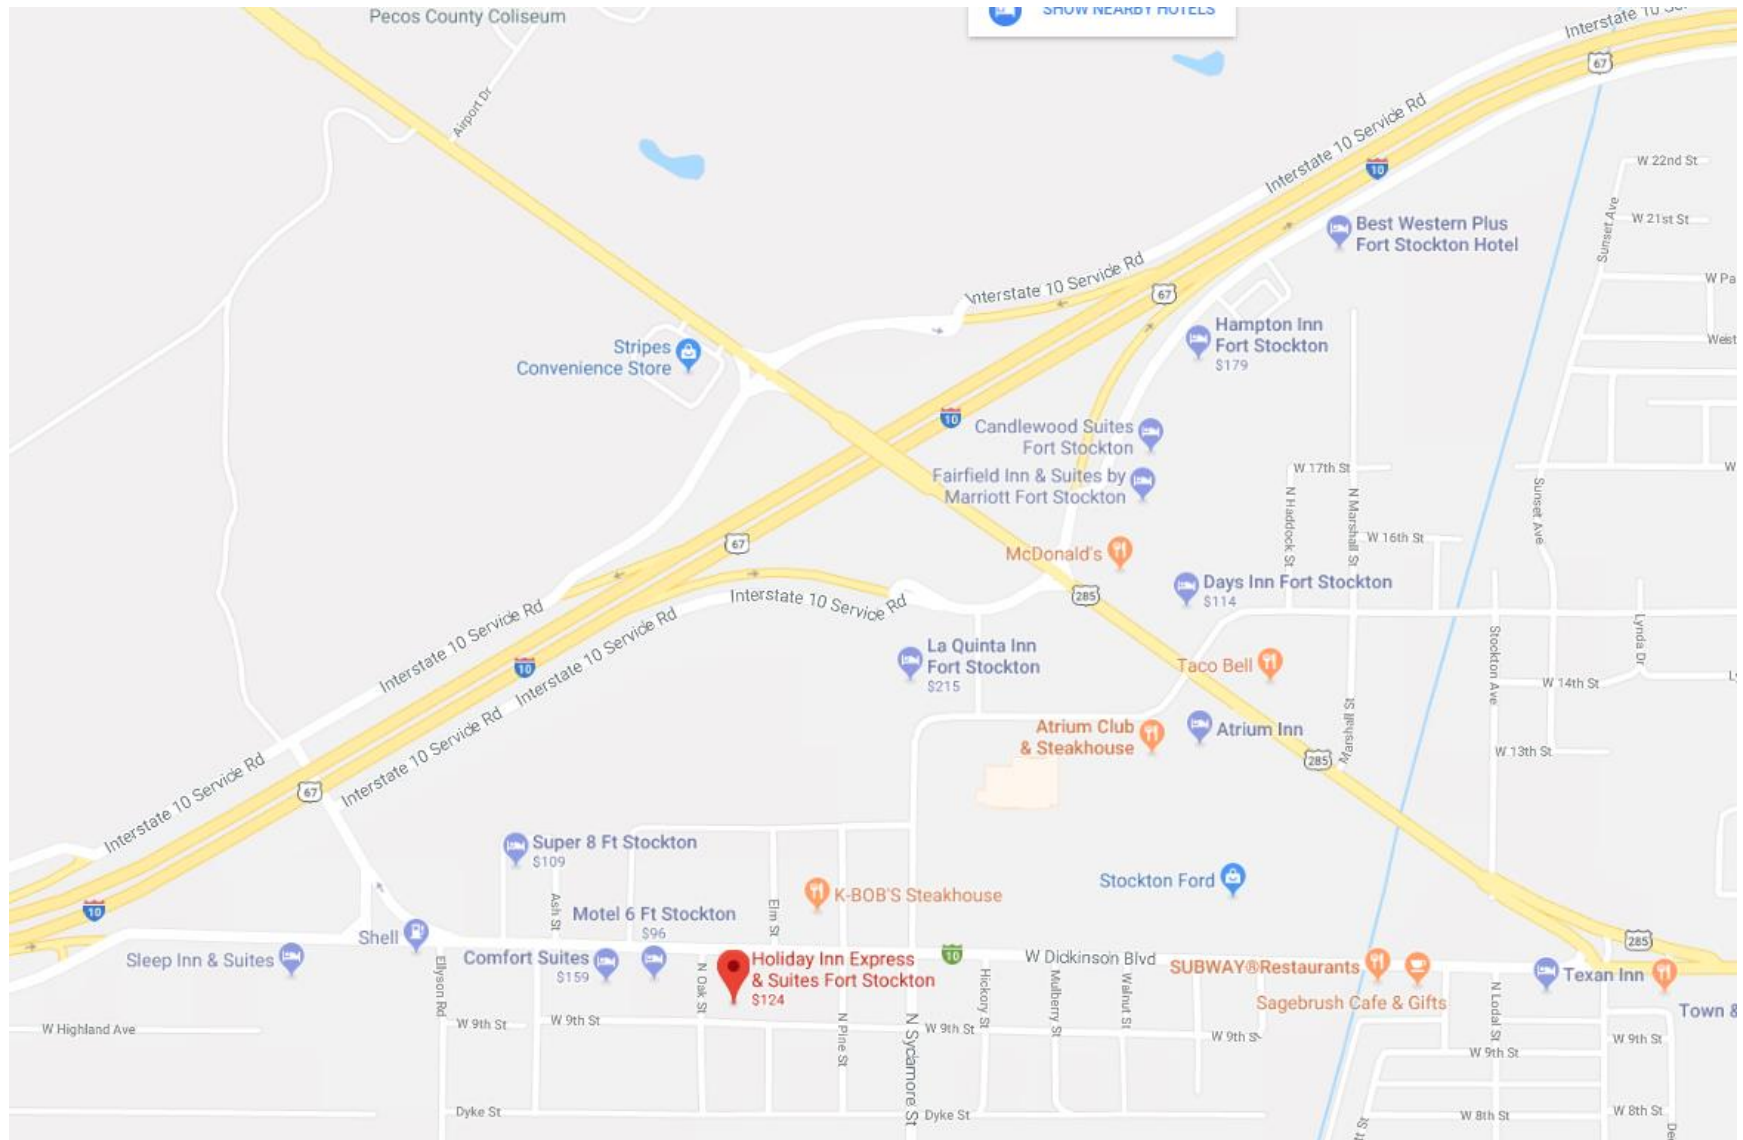 Pecos County Coliseum
SHOW NEARBY HOTELS
Interstate 10
67
Airport Dr
Interstate 10 Service Rd
10
W 22nd St
Sunset Ave
W 21st St
Best Western Plus
Fort Stockton Hotel
Interstate 10 Service Rd
67
W Pa
Stripes
Convenience Store
Hampton Inn
Fort Stockton
$179
West
10
Candlewood Suites
Fort Stockton
Fairfield Inn & Suites by
Marriott Fort Stockton
W 17th St
W
N Haddock St
N Marshall St
Sunset Ave
W 16th St
67
McDonald's
285
Days Inn Fort Stockton
$114
Interstate 10 Service Rd
Interstate 10 Service Rd
Interstate 10 Service Rd
Interstate 10 Service Rd
10
La Quinta Inn
Fort Stockton
$215
Taco Bell
Stockton Ave
Lynda Dr
W 14th St
Ly
Interstate 10 Service Rd
Interstate 10 Service Rd
67
Atrium Club
& Steakhouse
Atrium Inn
285
Marshall St
W 13th St
Super 8 Ft Stockton
$109
K-BOB'S Steakhouse
Stockton Ford
10
Ash St
Motel 6 Ft Stockton
$96
Elm St
Shell
Sleep Inn & Suites
Comfort Suites
$159
Holiday Inn Express
& Suites Fort Stockton
$124
10
W Dickinson Blvd
285
SUBWAY®Restaurants
Sagebrush Cafe & Gifts
Texan Inn
Town &
Ellyson Rd
N Oak St
N Pine St
N Sycamore St
Hickory St
Mulberry St
Walnut St
N Lodal St
W Highland Ave
W 9th St
W 9th St
W 9th St
W 9th S
W 9th St
W 9th St
Dyke St
Dyke St
W 8th St
W 8th St
tt St
De